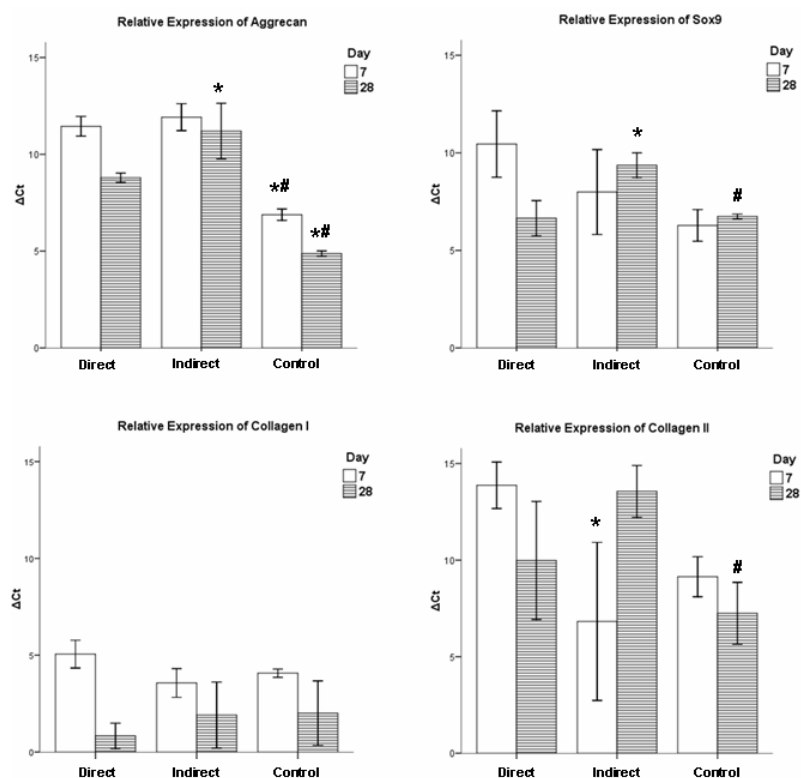 Relative Expression of Aggrecan
Day
7
28
15
10
5
0
ΔCt
*
*#
*#
Direct Indirect Control
Relative Expression of Sox9
Day
7
28
15
10
5
0
ΔCt
*
#
Direct Indirect Control
Relative Expression of Collagen I
Day
7
28
15
10
5
0
ΔCt
Direct Indirect Control
Relative Expression of Collagen II
Day
7
28
15
10
5
0
ΔCt
*
#
Direct Indirect Control